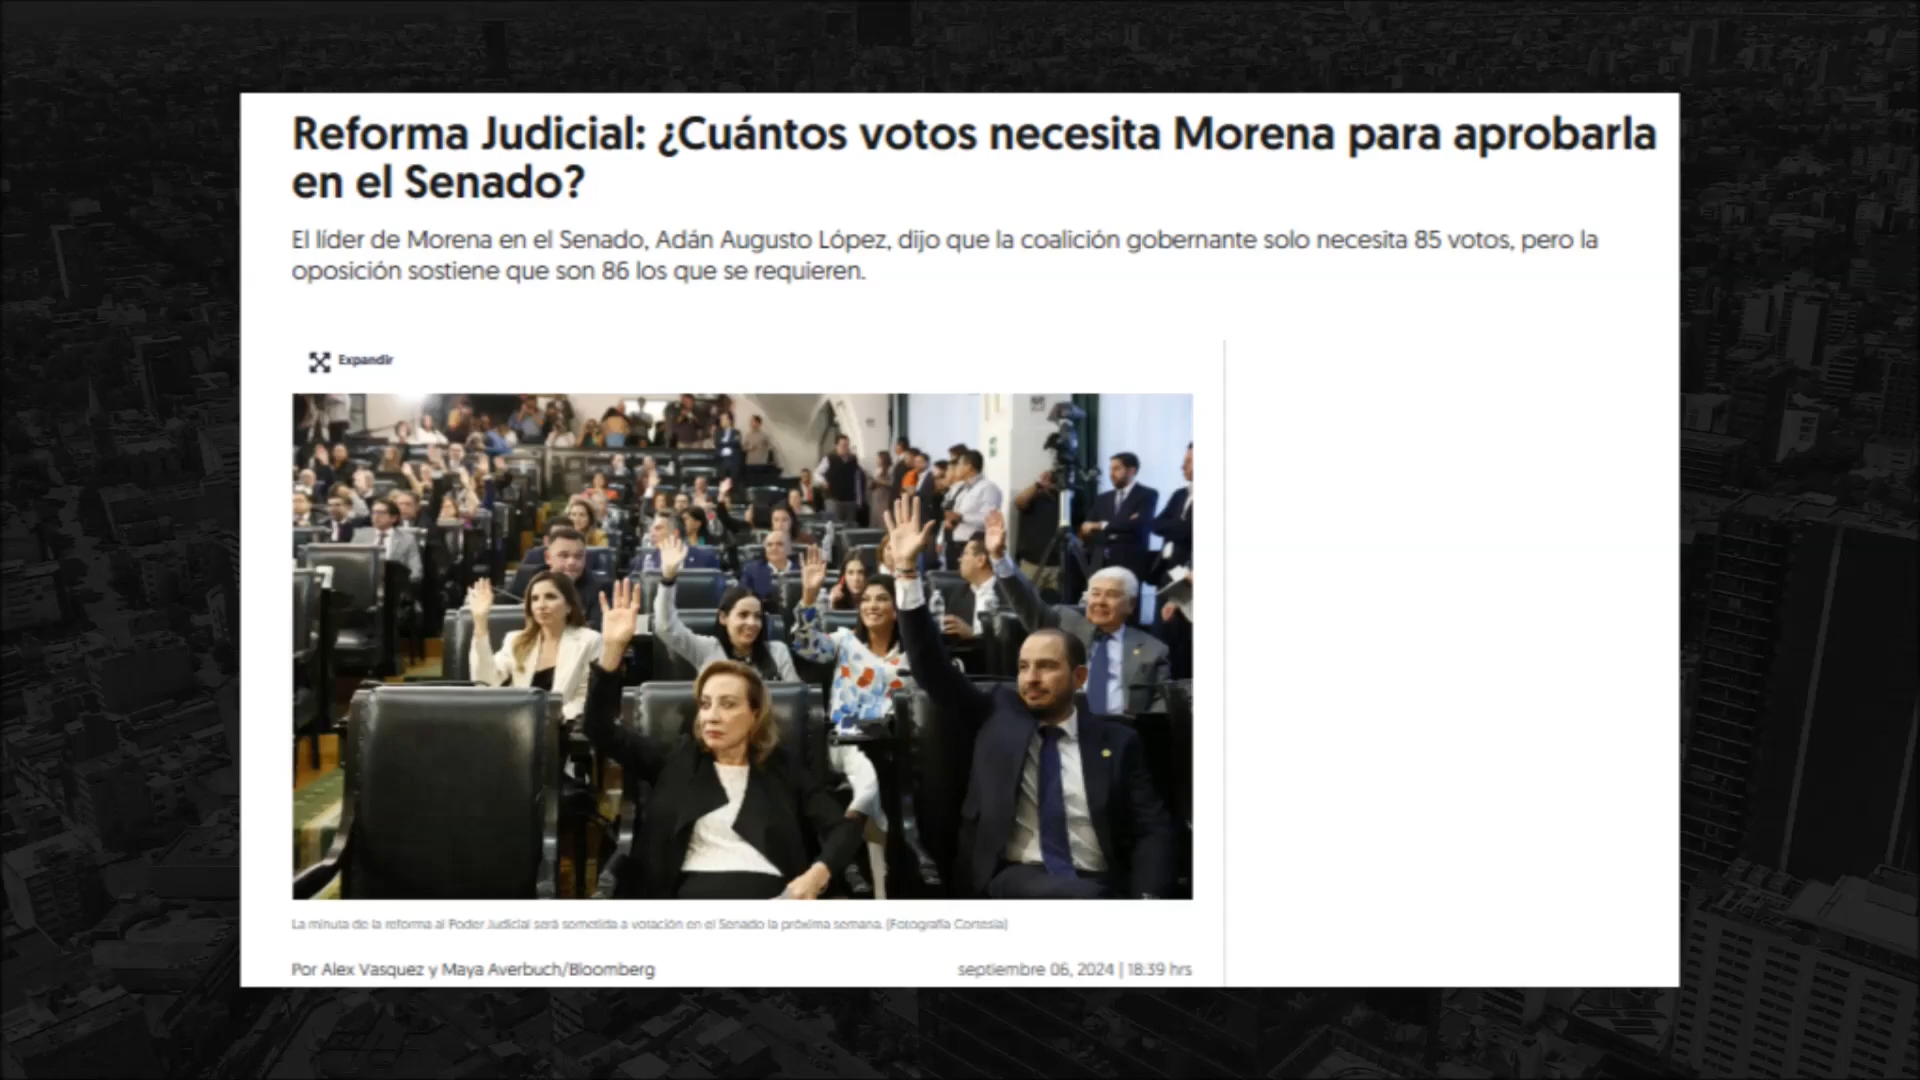 Reforma Judicial: ¿Cuántos votos necesita Morena para aprobarla
en el Senado?
El líder de Morena en el Senado, Adán Augusto López, dijo que la coalición gobernante solo necesita 85 votos, pero la
oposición sostiene que son 86 los que se requieren.
Expandir
La minuta de la reforma al Poder Judicial será sometida a votación en el Senado la próxima semana. (Fotografía Cortesía)
Por Alex Vasquez y Maya Averbuch/Bloomberg
septiembre 06, 2024 | 18:39 hrs